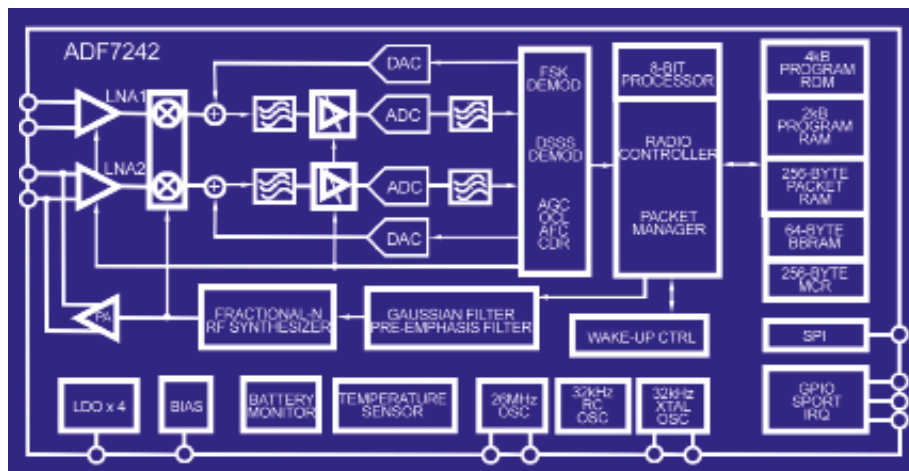 ADF7242
LNA1
LNA2
DAC
ADC
ADC
DAC
FSK
DEMOD
DSSS
DEMOD
AGC
OCL
AFC
CDR
8-BIT
PROCESSOR
RADIO
CONTROLLER
PACKET
MANAGER
4kB
PROGRAM
ROM
2kB
PROGRAM
RAM
256-BYTE
PACKET
RAM
64-BYTE
BBRAM
256-BYTE
MCR
PA
FRACTIONAL-N
RF SYNTHESIZER
GAUSSIAN FILTER
PRE-EMPHASIS FILTER
WAKE-UP CTRL
SPI
LDO x 4
BIAS
BATTERY
MONITOR
TEMPERATURE
SENSOR
26MHz
OSC
32kHz
RC
OSC
32kHz
XTAL
OSC
GPIO
SPORT
IRQ